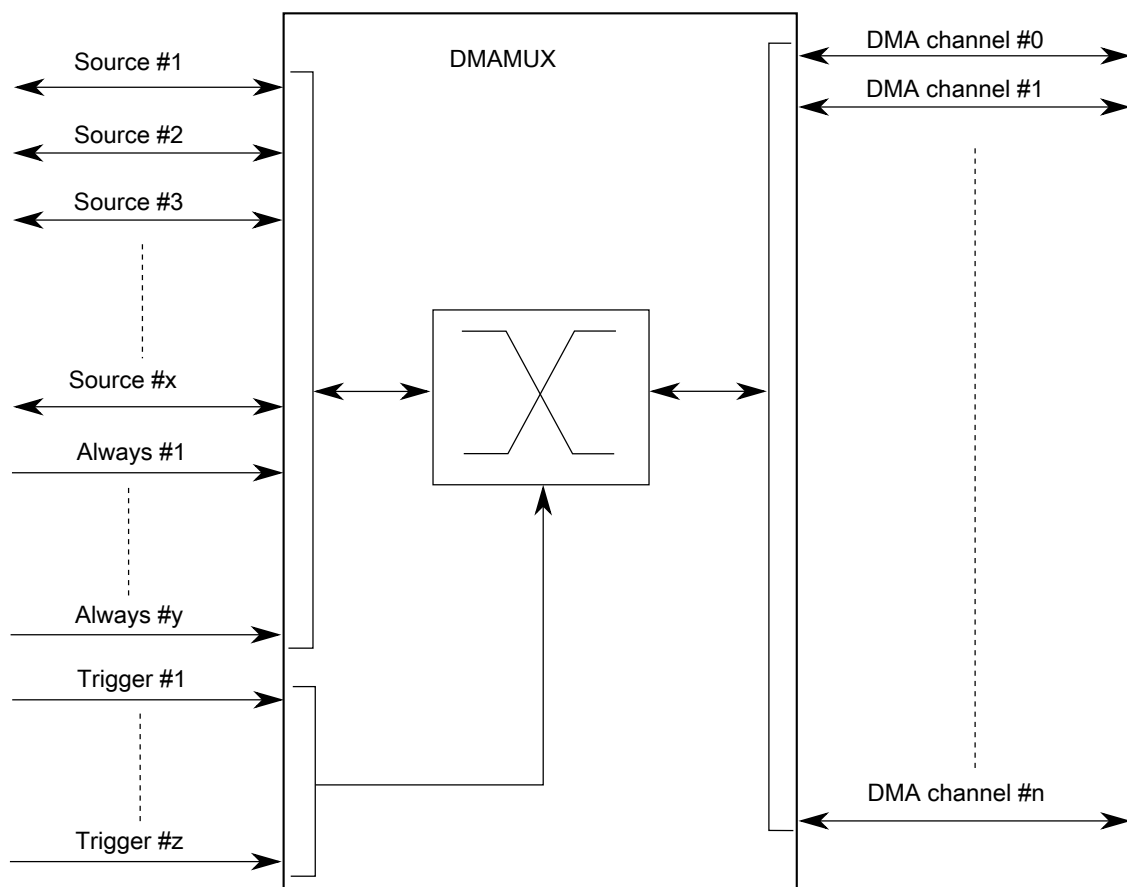 DMAMUX
Source #1
Source #2
Source #3
Source #x
Always #1
Always #y
Trigger #1
Trigger #z
DMA channel #0
DMA channel #1
DMA channel #n